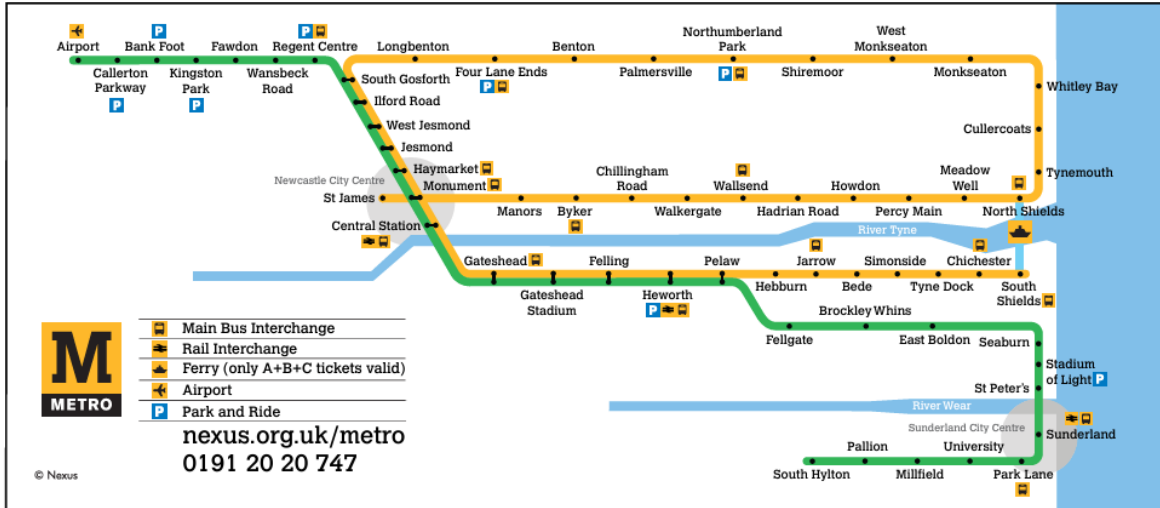 Airport
Callerton
Parkway
Bank Foot
Kingston
Park
Fawdon
Wansbeck
Road
Regent Centre
Longbenton
Four Lane Ends
Benton
Palmersville
Northumberland
Park
Shiremoor
West
Monkseaton
Monkseaton
Whitley Bay
Cullercoats
Tynemouth
South Gosforth
Ilford Road
West Jesmond
Jesmond
Haymarket
Newcastle City Centre
Monument
St James
Central Station
Manors
Byker
Chillingham
Road
Walkergate
Wallsend
Hadrian Road
Howdon
Percy Main
Meadow
Well
North Shields
River Tyne
Gateshead
Gateshead
Stadium
Felling
Heworth
Pelaw
Hebburn
Jarrow
Bede
Simonside
Tyne Dock
Chichester
South
Shields
Fellgate
Brockley Whins
East Boldon
Seaburn
Stadium
of Light
St Peter's
River Wear
Sunderland City Centre
Sunderland
Park Lane
University
Millfield
Pallion
South Hylton
M
METRO
Main Bus Interchange
Rail Interchange
Ferry (only A+B+C tickets valid)
Airport
P Park and Ride
nexus.org.uk/metro
0191 20 20 747
© Nexus